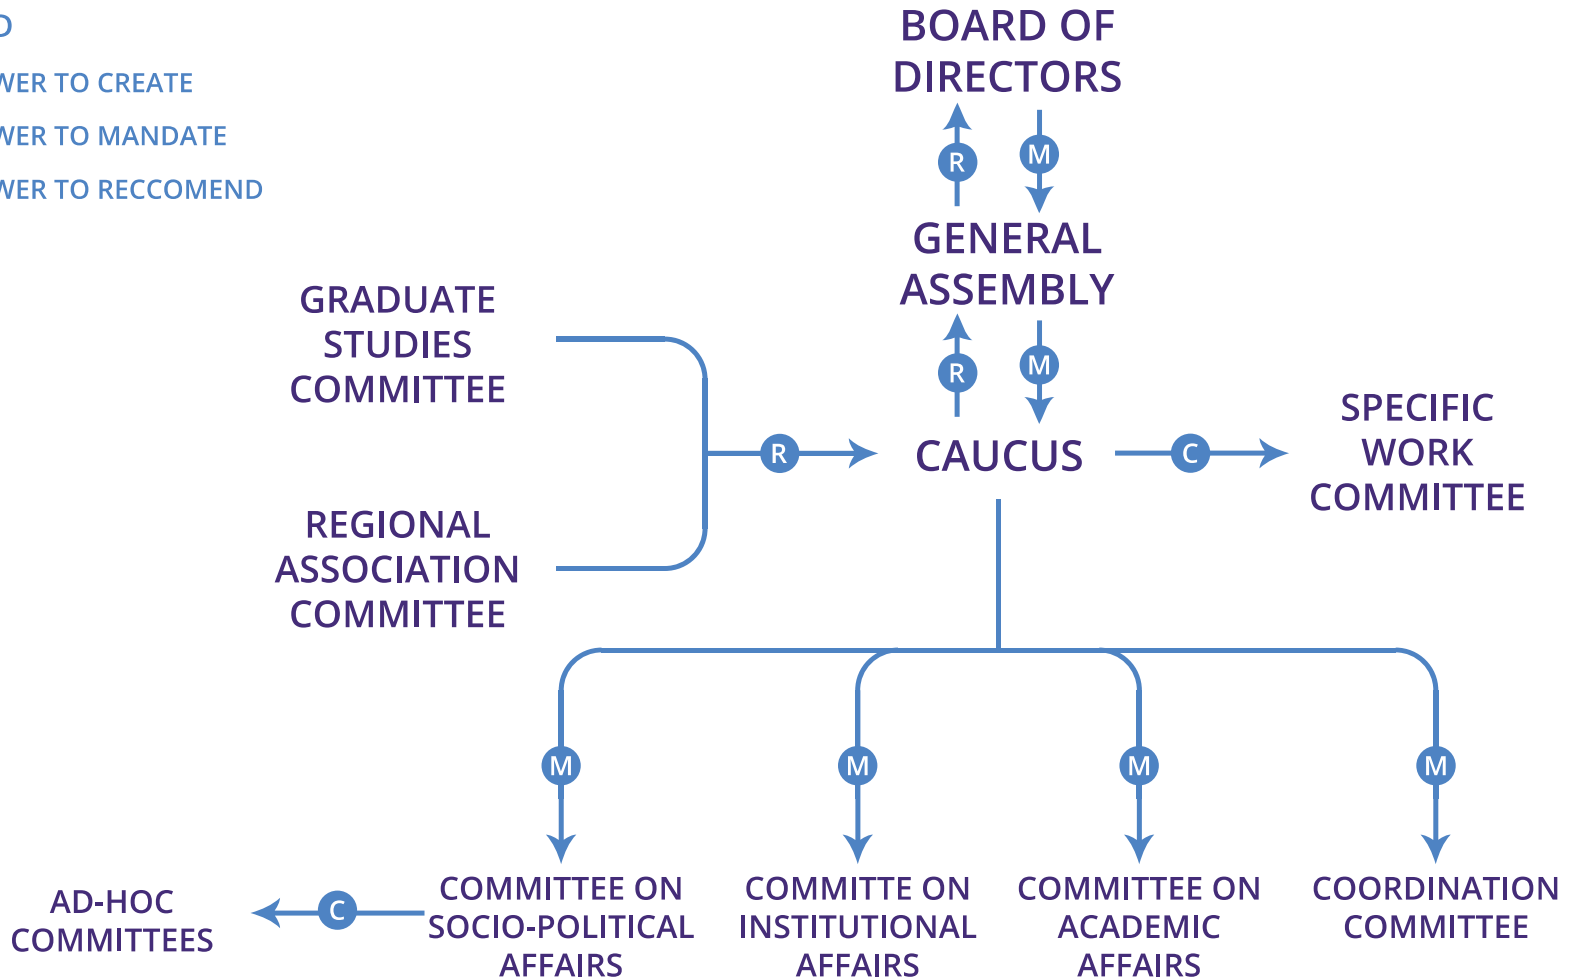 D
WER TO CREATE
WER TO MANDATE
WER TO RECCOMEND
BOARD OF
DIRECTORS
R
M
GENERAL
ASSEMBLY
R
M
GRADUATE
STUDIES
COMMITTEE
REGIONAL
ASSOCIATION
COMMITTEE
R
CAUCUS
C
SPECIFIC
WORK
COMMITTEE
M
M
M
M
AD-HOC
COMMITTEES
C
COMMITTEE ON
SOCIO-POLITICAL
AFFAIRS
COMMITTE ON
INSTITUTIONAL
AFFAIRS
COMMITTEE ON
ACADEMIC
AFFAIRS
COORDINATION
COMMITTEE